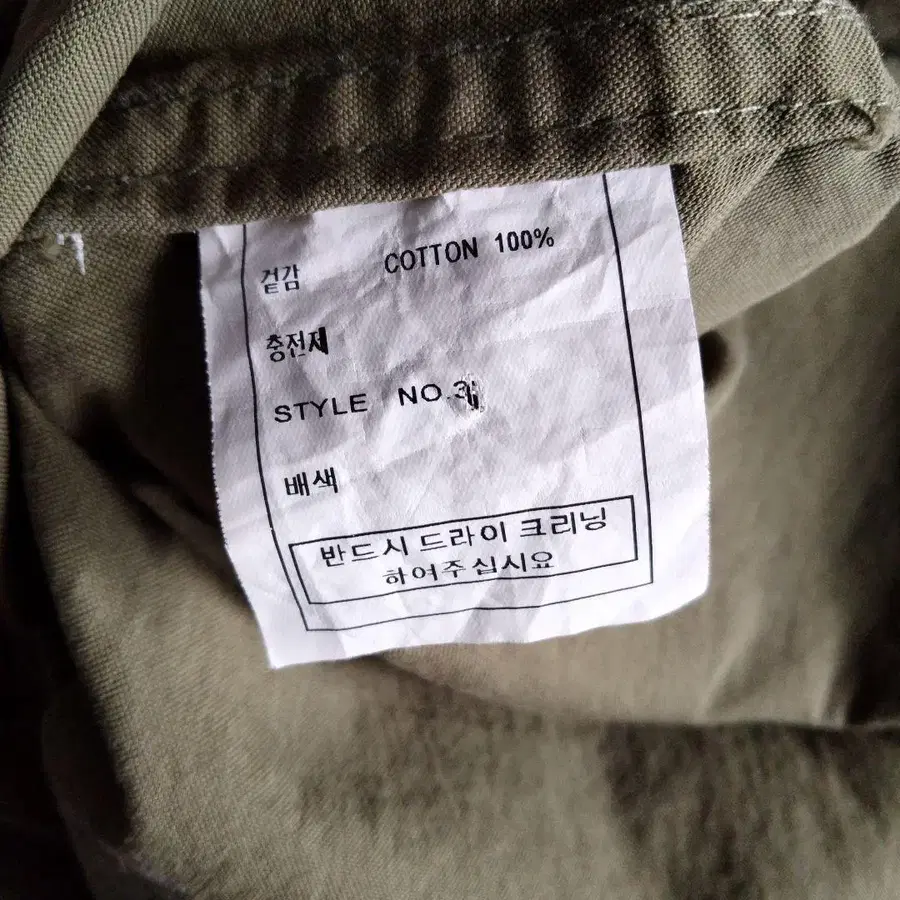 겉감 COTTON 100%
충전재
STYLE NO.3
배색
반드시 드라이 크리닝
하여주십시요